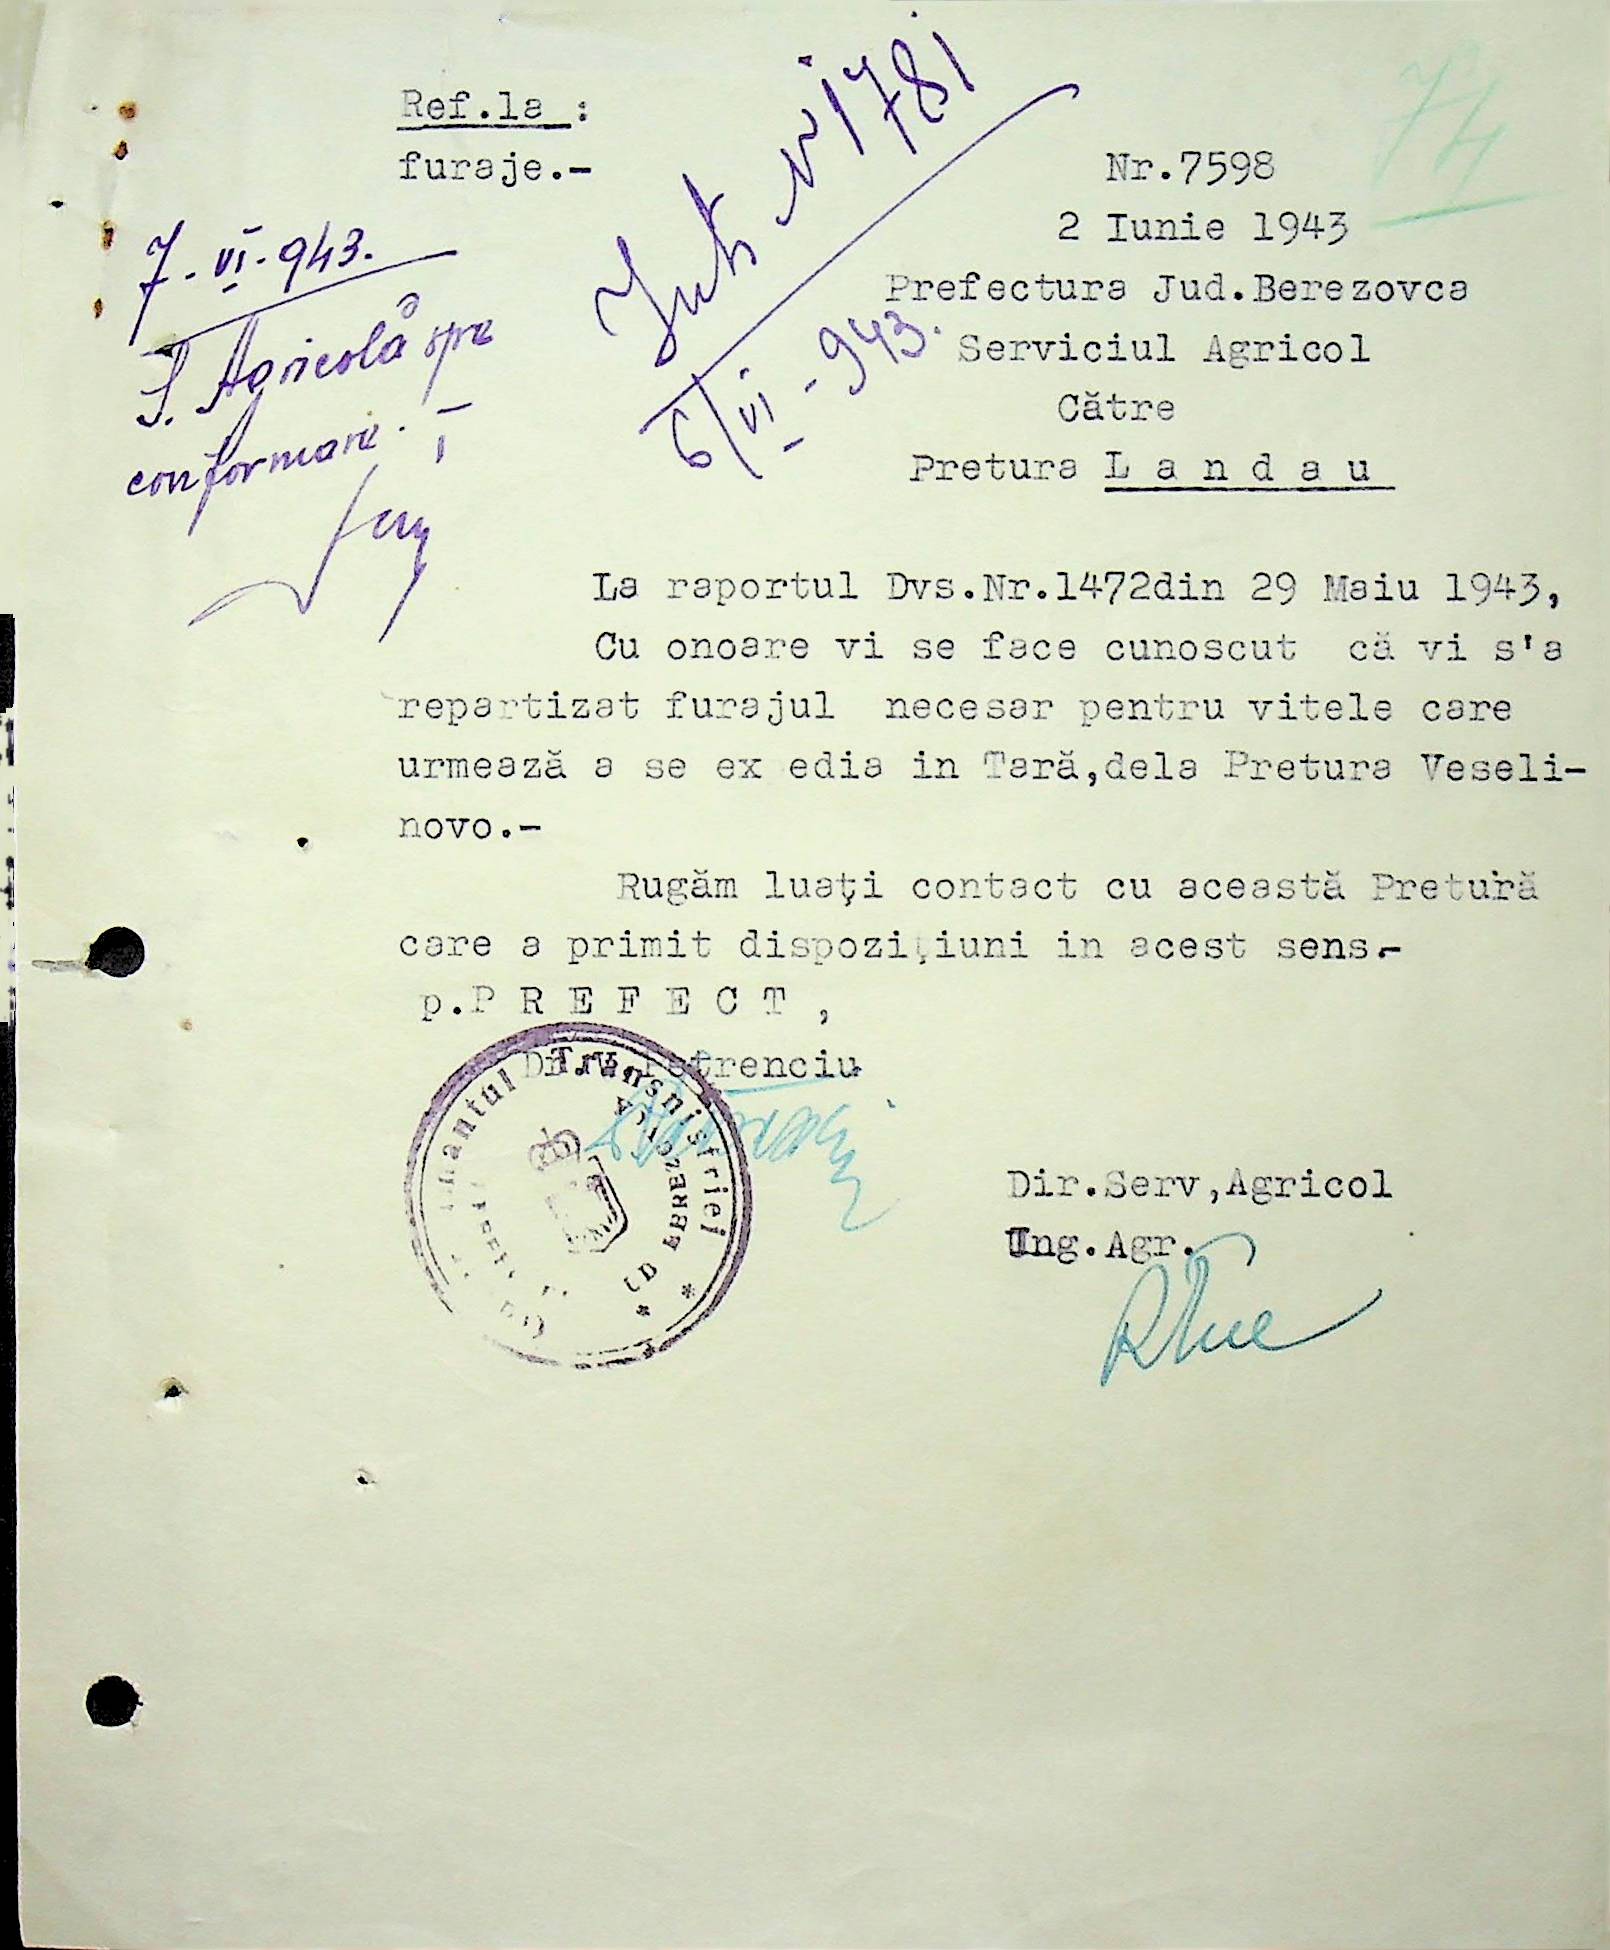 Ref.la :
furaje.-
Nr 1781
6/VI - 943.
74
Nr.7598
2 Iunie 1943
Prefectura Jud.Berezovca
Serviciul Agricol
Către
Pretura L a n d a u
7 - VI - 943.
S. Agricolă spre
conformare.
La raportul Dvs.Nr.1472din 29 Maiu 1943,
Cu onoare vi se face cunoscut că vi s'a
repartizat furajul necesar pentru vitele care
urmează a se ex edia in Tară,dela Pretura Veseli-
novo.-
Rugăm luaţi contact cu această Pretură
care a primit dispoziţiuni in acest sens.-
p.P R E F E C T ,
Dr.V.Petrenciu
Transnistriei
Dir.Serv,Agricol
Ing.Agr.